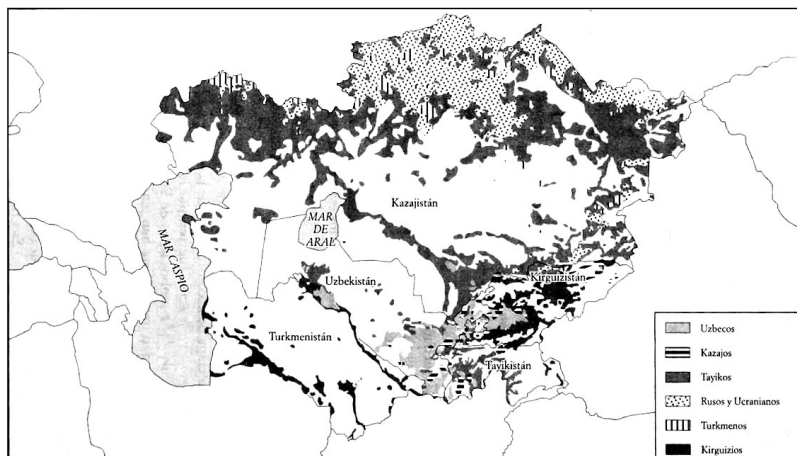 Kazajistán
MAR
DE
ARAL
MAR CASPIO
Uzbekistán
Kirguizistán
Turkmenistán
Tayikistán
Uzbecos
Kazajos
Tayikos
Rusos y Ucranianos
Turkmenos
Kirguizios